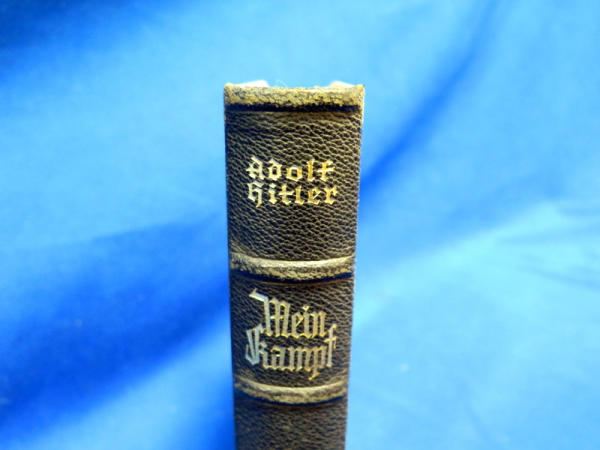 Adolf
Hitler
Mein
Kampf